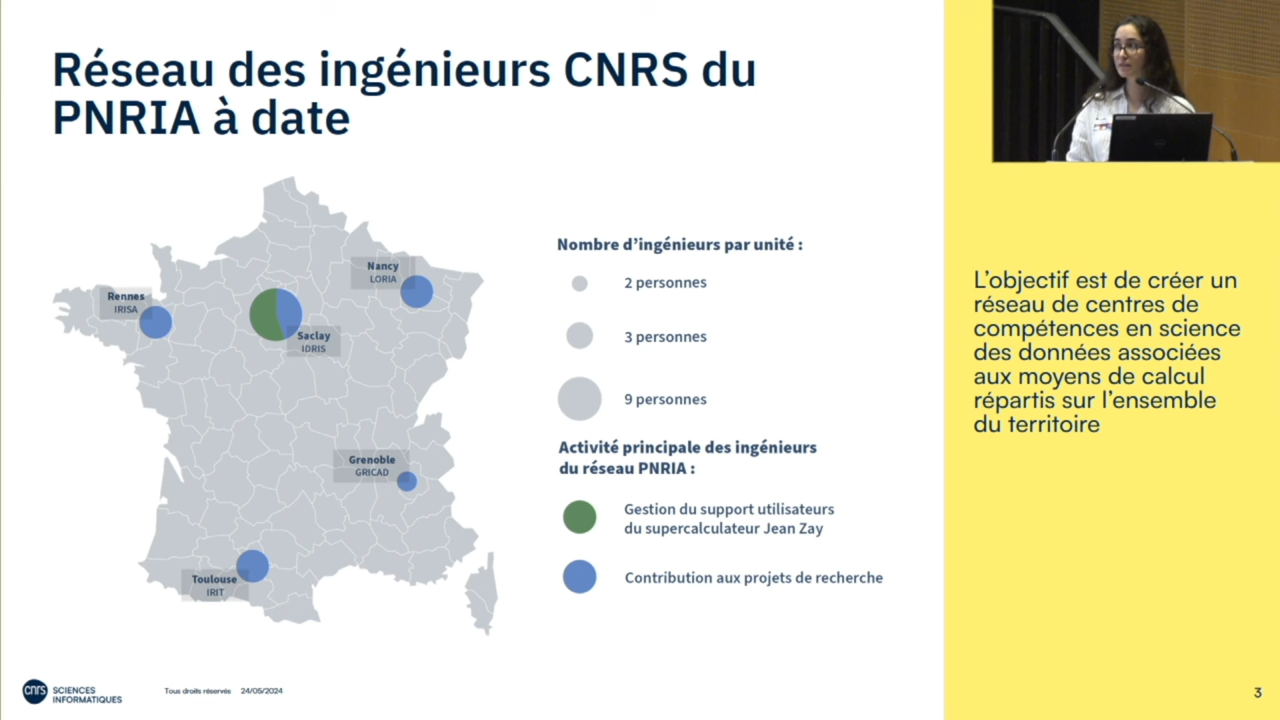 Réseau des ingénieurs CNRS du
PNRIA à date
Nancy
LORIA
Rennes
IRISA
Saclay
IDRIS
Grenoble
GRICAD
Toulouse
IRIT
Nombre d’ingénieurs par unité :
2 personnes
3 personnes
9 personnes
Activité principale des ingénieurs
du réseau PNRIA :
Gestion du support utilisateurs
du supercalculateur Jean Zay
Contribution aux projets de recherche
L’objectif est de créer un
réseau de centres de
compétences en science
des données associées
aux moyens de calcul
répartis sur l’ensemble
du territoire
cnrs
SCIENCES
INFORMATIQUES
Tous droits réservés 24/05/2024
3